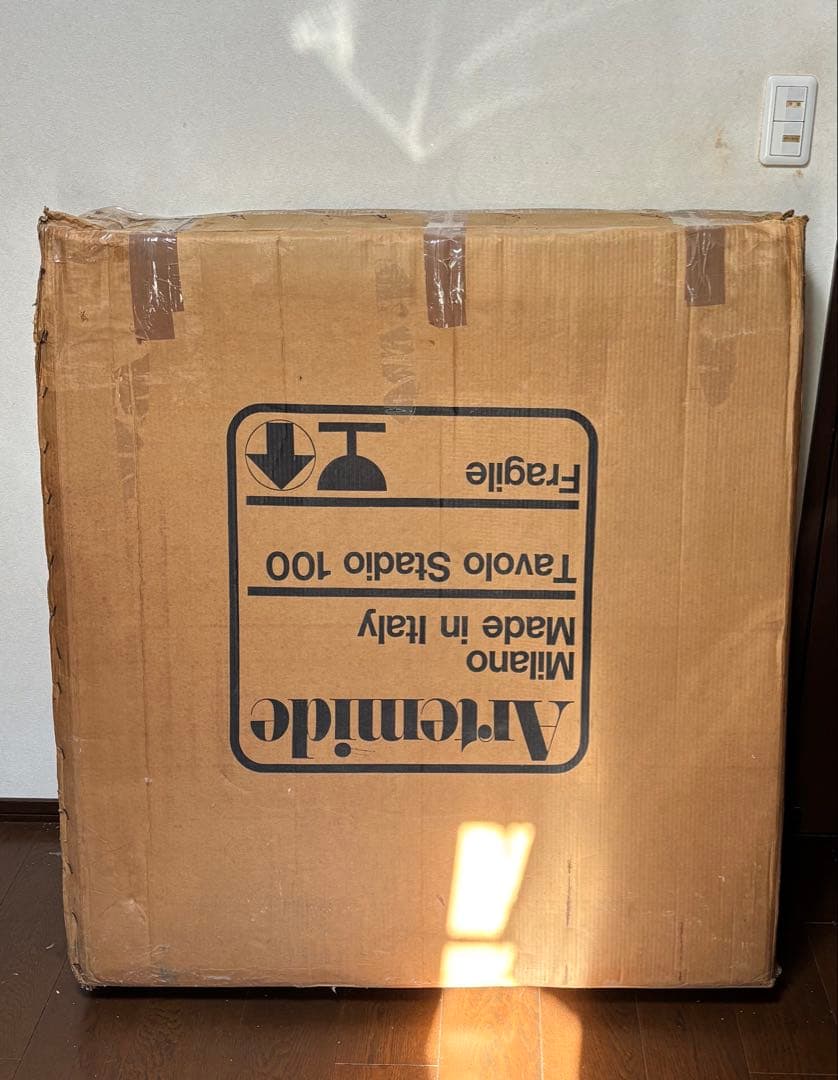 Artemide
Milano
Made in Italy
Tavolo Stadio 100
Fragile